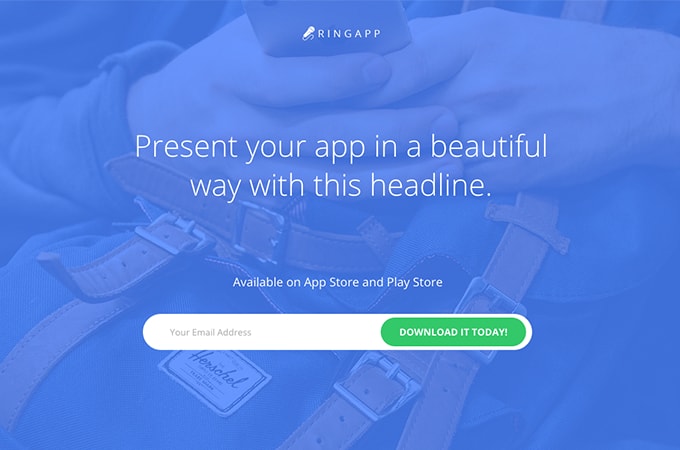 RINGAPP
Present your app in a beautiful
way with this headline.
Available on App Store and Play Store
Your Email Address
DOWNLOAD IT TODAY!
Herschel